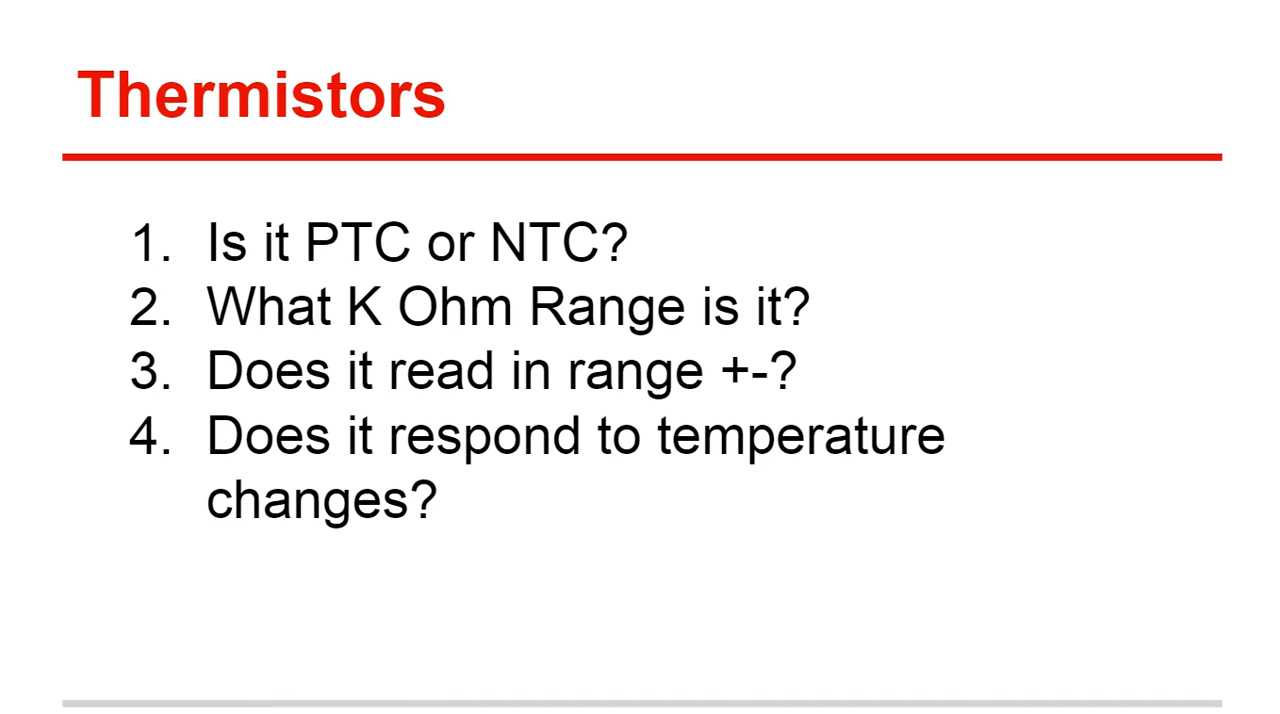 Thermistors
1. Is it PTC or NTC?
2. What K Ohm Range is it?
3. Does it read in range +-?
4. Does it respond to temperature
changes?